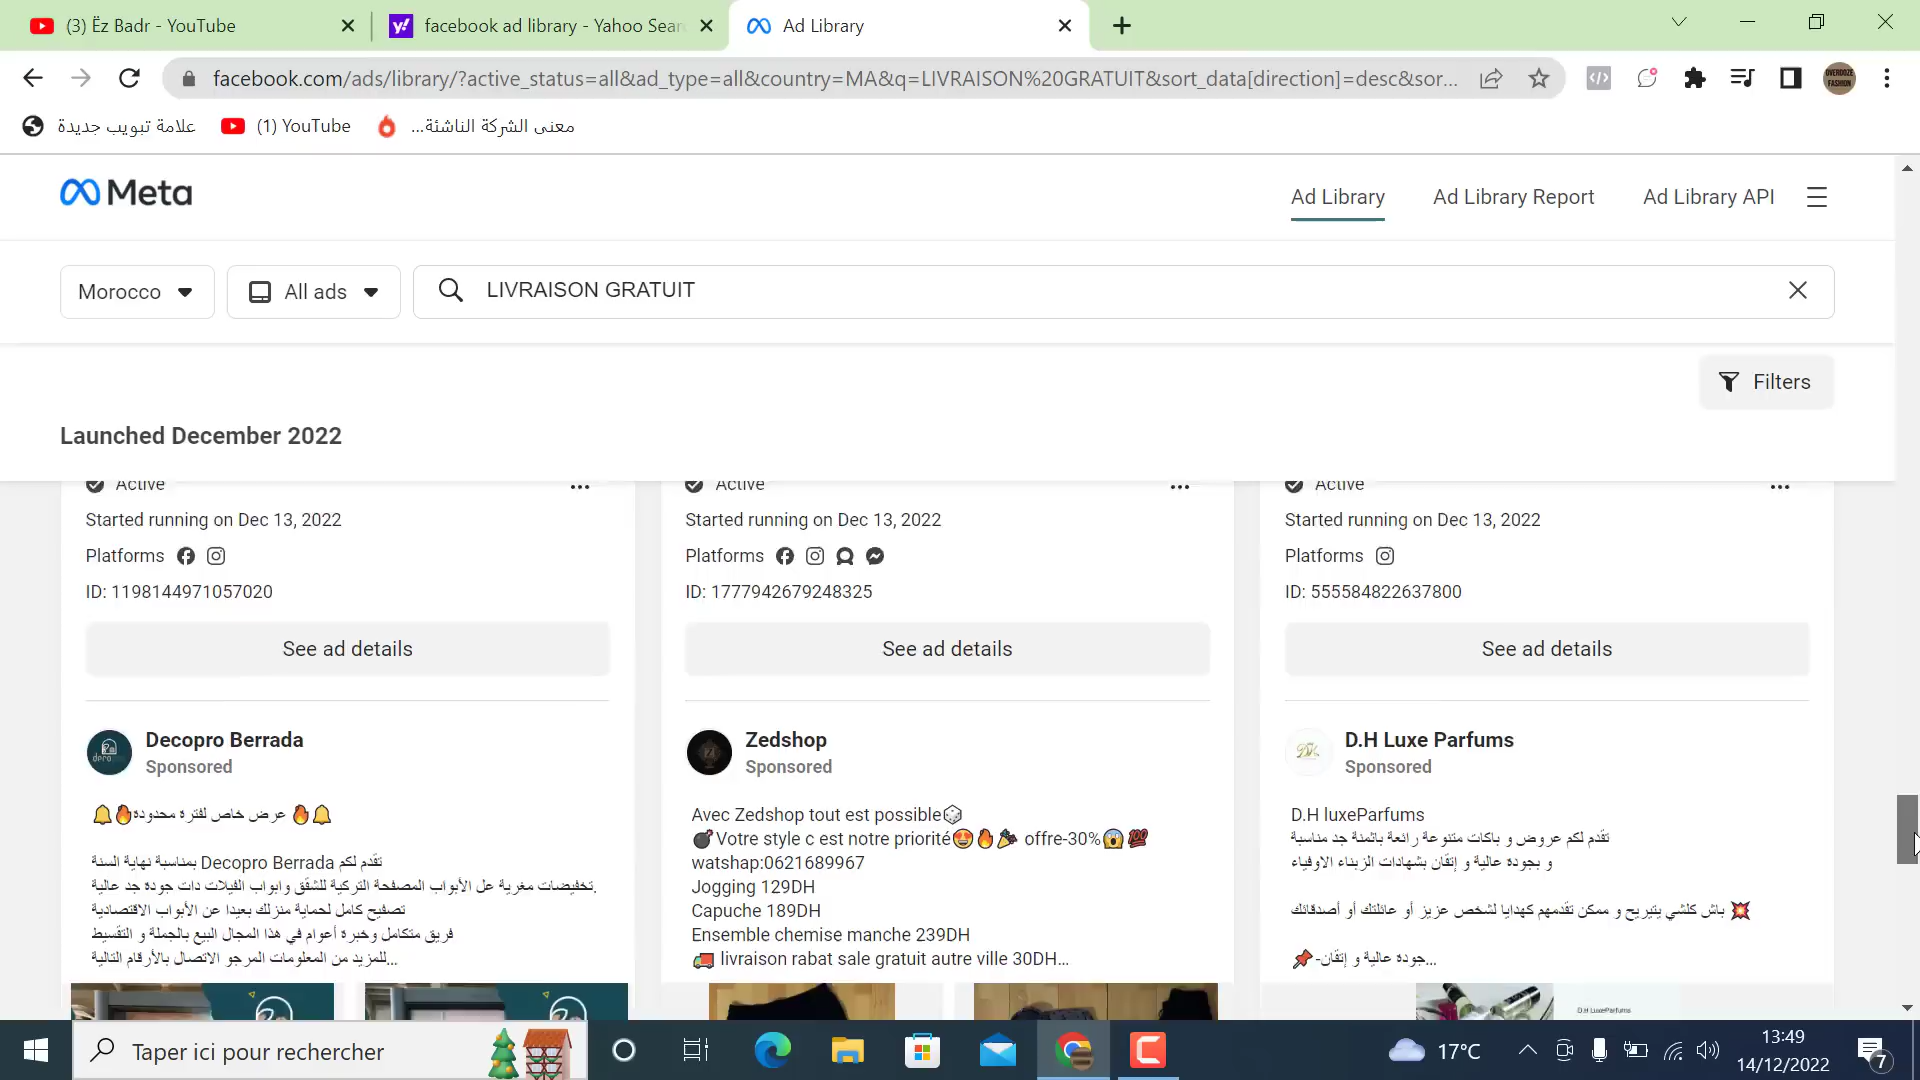 (3) Ëz Badr - YouTube
facebook ad library - Yahoo Sear
Ad Library
facebook.com/ads/library/?active_status=all&ad_type=all&country=MA&q=LIVRAISON%20GRATUIT&sort_data[direction]=desc&sor...
OVERDOZE FASHION
علامة تبويب جديدة
(1) YouTube
معنى الشركة الناشئة...
Meta
Ad Library
Ad Library Report
Ad Library API
Morocco
All ads
LIVRAISON GRATUIT
Filters
Launched December 2022
Active
Started running on Dec 13, 2022
Platforms
ID: 1198144971057020
See ad details
Decopro Berrada
Sponsored
🔔🔥عرض خاص لفترة محدودة 🔥🔔
تقدم لكم Decopro Berrada بمناسبة نهاية السنة
تخفيضات مغرية عل الأبواب المصفحة التركية للشقق وابواب الفيلات دات جودة جد عالية.
تصفيح كامل لحماية منزلك بعيدا عن الأبواب الاقتصادية
فريق متكامل وخبرة أعوام في هذا المجال البيع بالجملة و التقسيط
للمزيد من المعلومات المرجو الاتصال بالأرقام التالية...
Active
Started running on Dec 13, 2022
Platforms
ID: 1777942679248325
See ad details
Zedshop
Sponsored
Avec Zedshop tout est possible🎲
💣Votre style c est notre priorité😍🔥🎉 offre-30%😱💯
watshap:0621689967
Jogging 129DH
Capuche 189DH
Ensemble chemise manche 239DH
🚚 livraison rabat sale gratuit autre ville 30DH...
Active
Started running on Dec 13, 2022
Platforms
ID: 555584822637800
See ad details
D.H Luxe Parfums
Sponsored
D.H luxeParfums
تقدم لكم عروض و باكات متنوعة رائعة باثمنة جد مناسبة
و بجودة عالية و إتقان بشهادات الزبناء الاوفياء
💥 باش كلشي يتيريح و ممكن تقدمهم كهدايا لشخص عزيز أو عائلتك أو أصدقائك
📌-جودة عالية و إتقان...
D.H LuxeParfums
Taper ici pour rechercher
17°C
13:49
14/12/2022
7